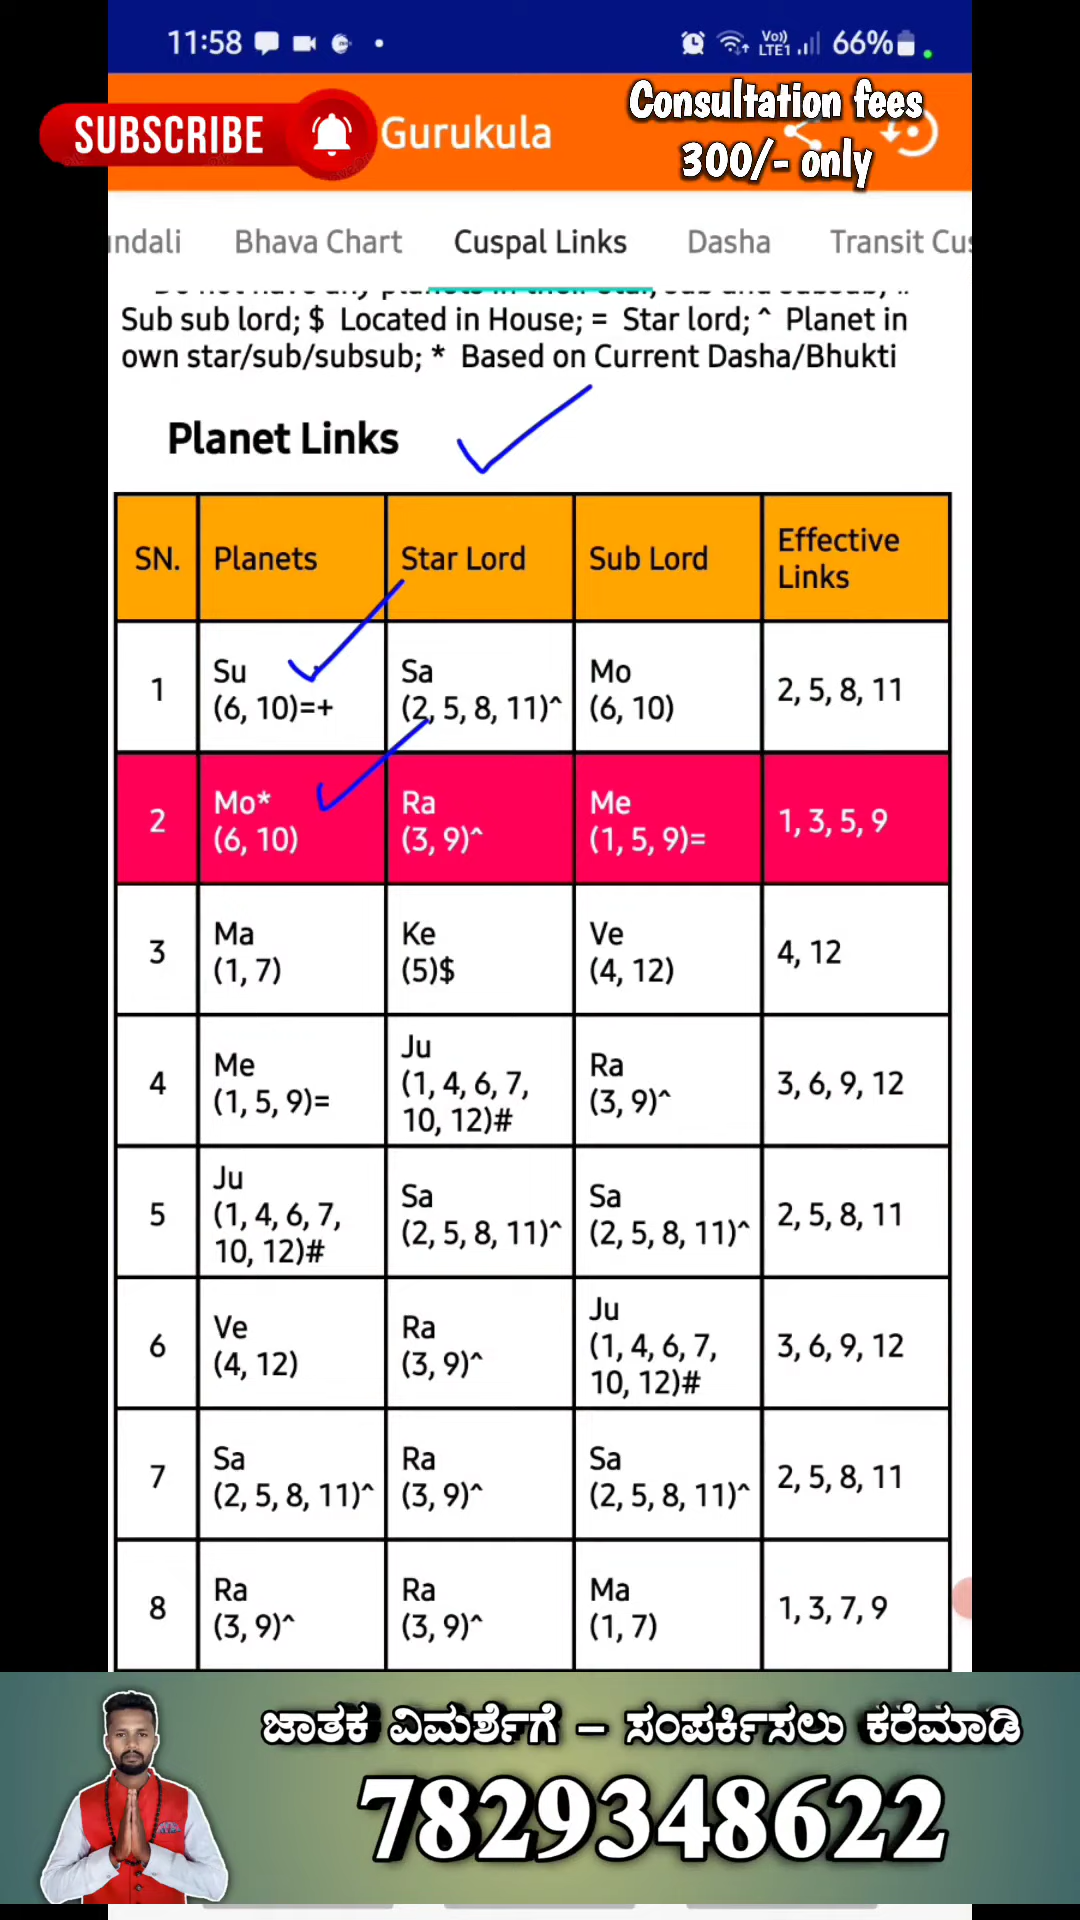 11:58
Vo))
LTE1
66%
SUBSCRIBE
Gurukula
Consultation fees
300/- only
ndali
Bhava Chart
Cuspal Links
Dasha
Transit Cus
Sub sub lord; $ Located in House; = Star lord; ^ Planet in
own star/sub/subsub; * Based on Current Dasha/Bhukti
Planet Links
SN. Planets Star Lord Sub Lord Effective Links
1 Su (6, 10)=+ Sa (2, 5, 8, 11)^ Mo (6, 10) 2, 5, 8, 11
2 Mo* (6, 10) Ra (3, 9)^ Me (1, 5, 9)= 1, 3, 5, 9
3 Ma (1, 7) Ke (5)$ Ve (4, 12) 4, 12
4 Me (1, 5, 9)= Ju (1, 4, 6, 7, 10, 12)# Ra (3, 9)^ 3, 6, 9, 12
5 Ju (1, 4, 6, 7, 10, 12)# Sa (2, 5, 8, 11)^ Sa (2, 5, 8, 11)^ 2, 5, 8, 11
6 Ve (4, 12) Ra (3, 9)^ Ju (1, 4, 6, 7, 10, 12)# 3, 6, 9, 12
7 Sa (2, 5, 8, 11)^ Ra (3, 9)^ Sa (2, 5, 8, 11)^ 2, 5, 8, 11
8 Ra (3, 9)^ Ra (3, 9)^ Ma (1, 7) 1, 3, 7, 9
ಜಾತಕ ವಿಮರ್ಶೆಗೆ – ಸಂಪರ್ಕಿಸಲು ಕರೆಮಾಡಿ
7829348622